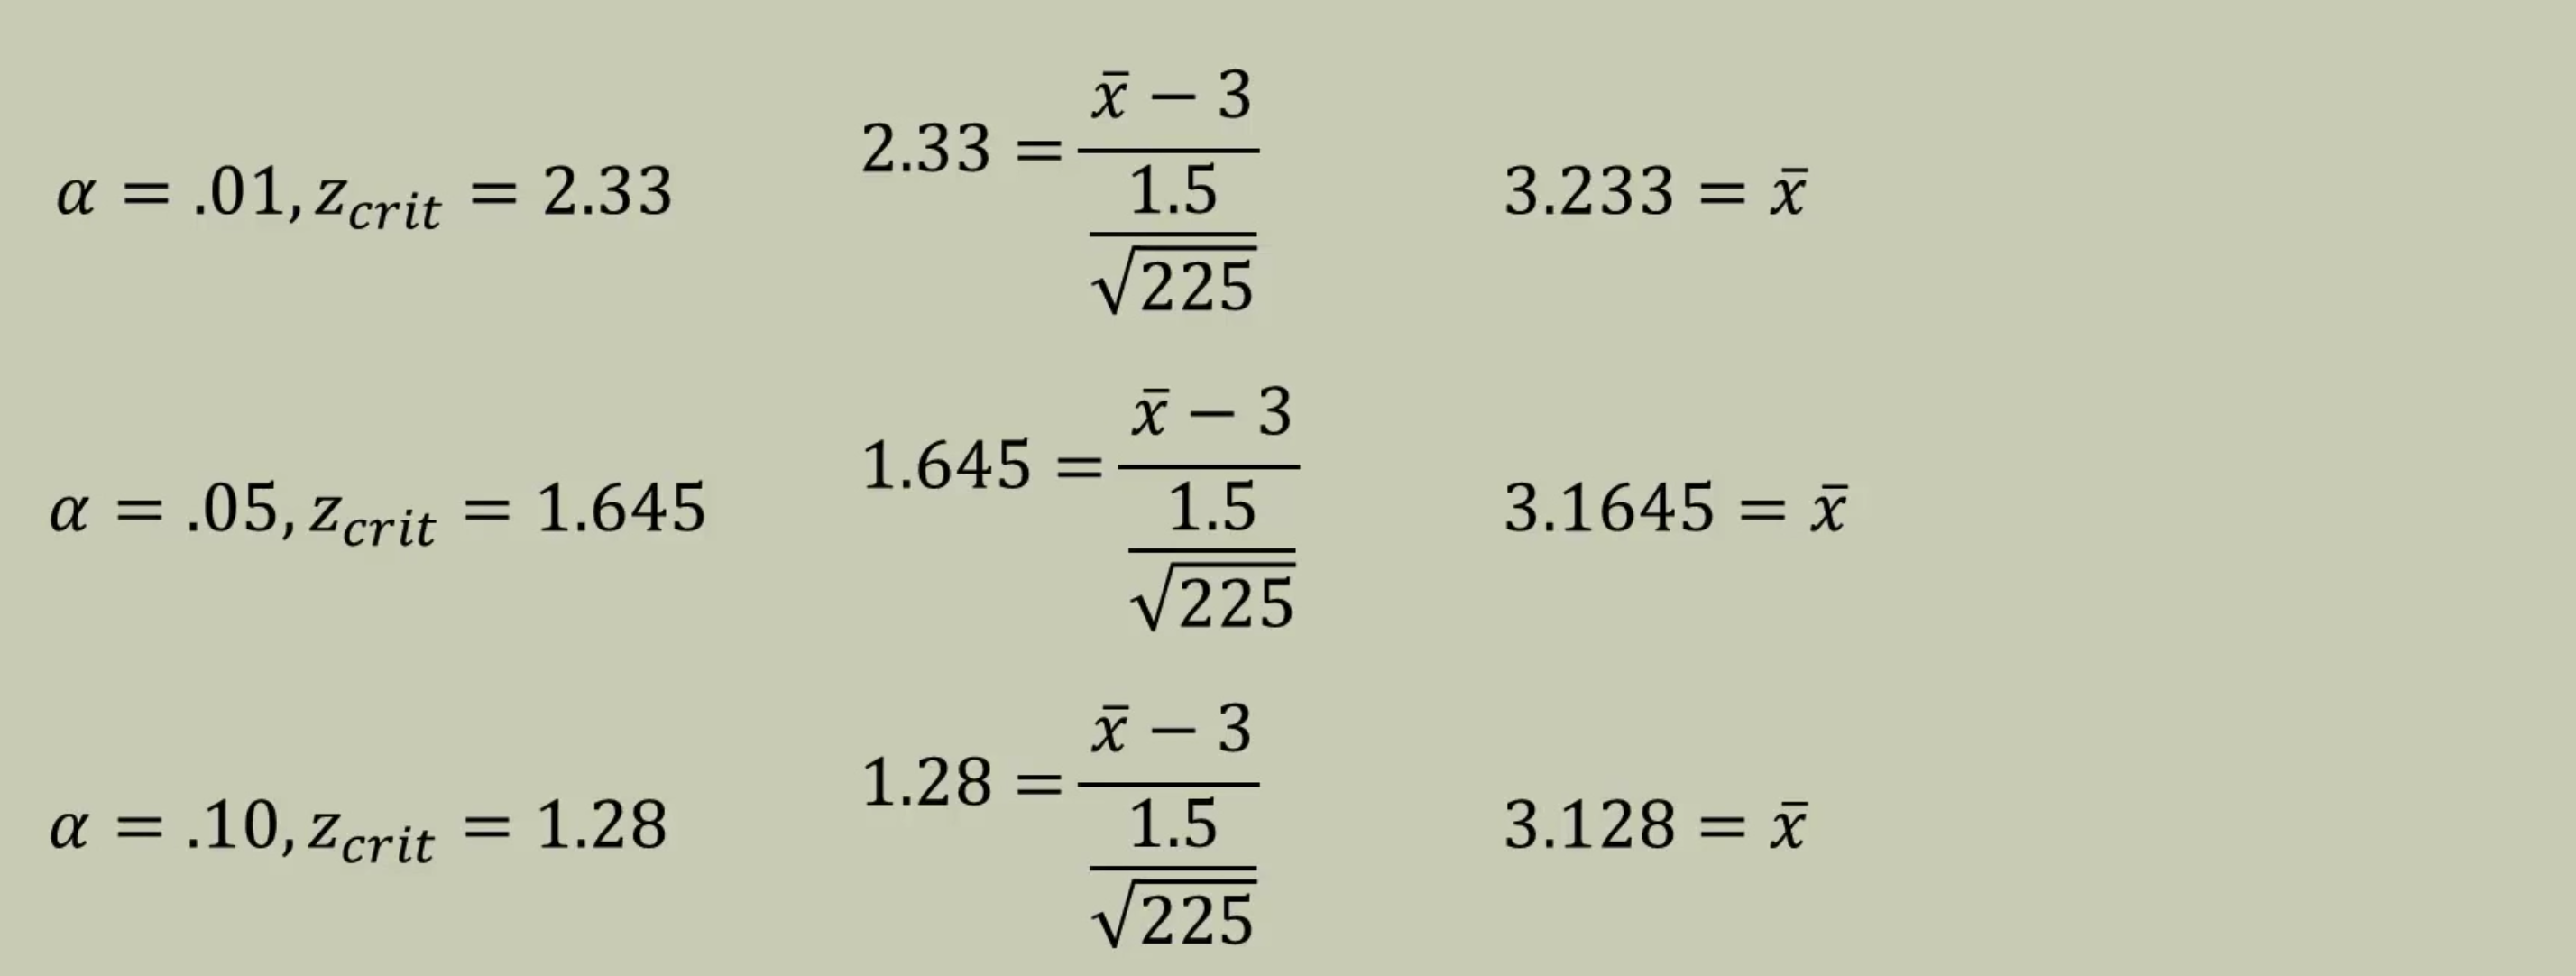 α = .01, z_crit = 2.33    2.33 = (x̄ − 3) / (1.5 / √225)    3.233 = x̄
α = .05, z_crit = 1.645    1.645 = (x̄ − 3) / (1.5 / √225)    3.1645 = x̄
α = .10, z_crit = 1.28    1.28 = (x̄ − 3) / (1.5 / √225)    3.128 = x̄